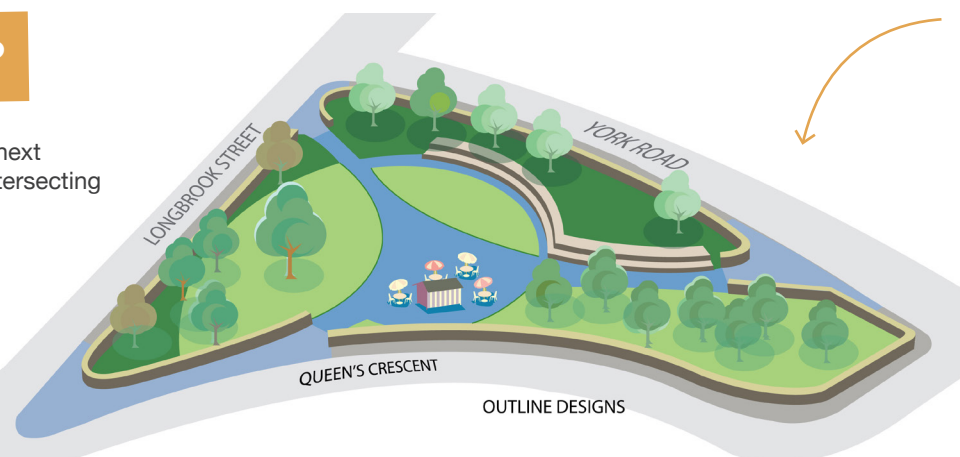 next
tersecting
LONGBROOK STREET
YORK ROAD
QUEEN'S CRESCENT
OUTLINE DESIGNS